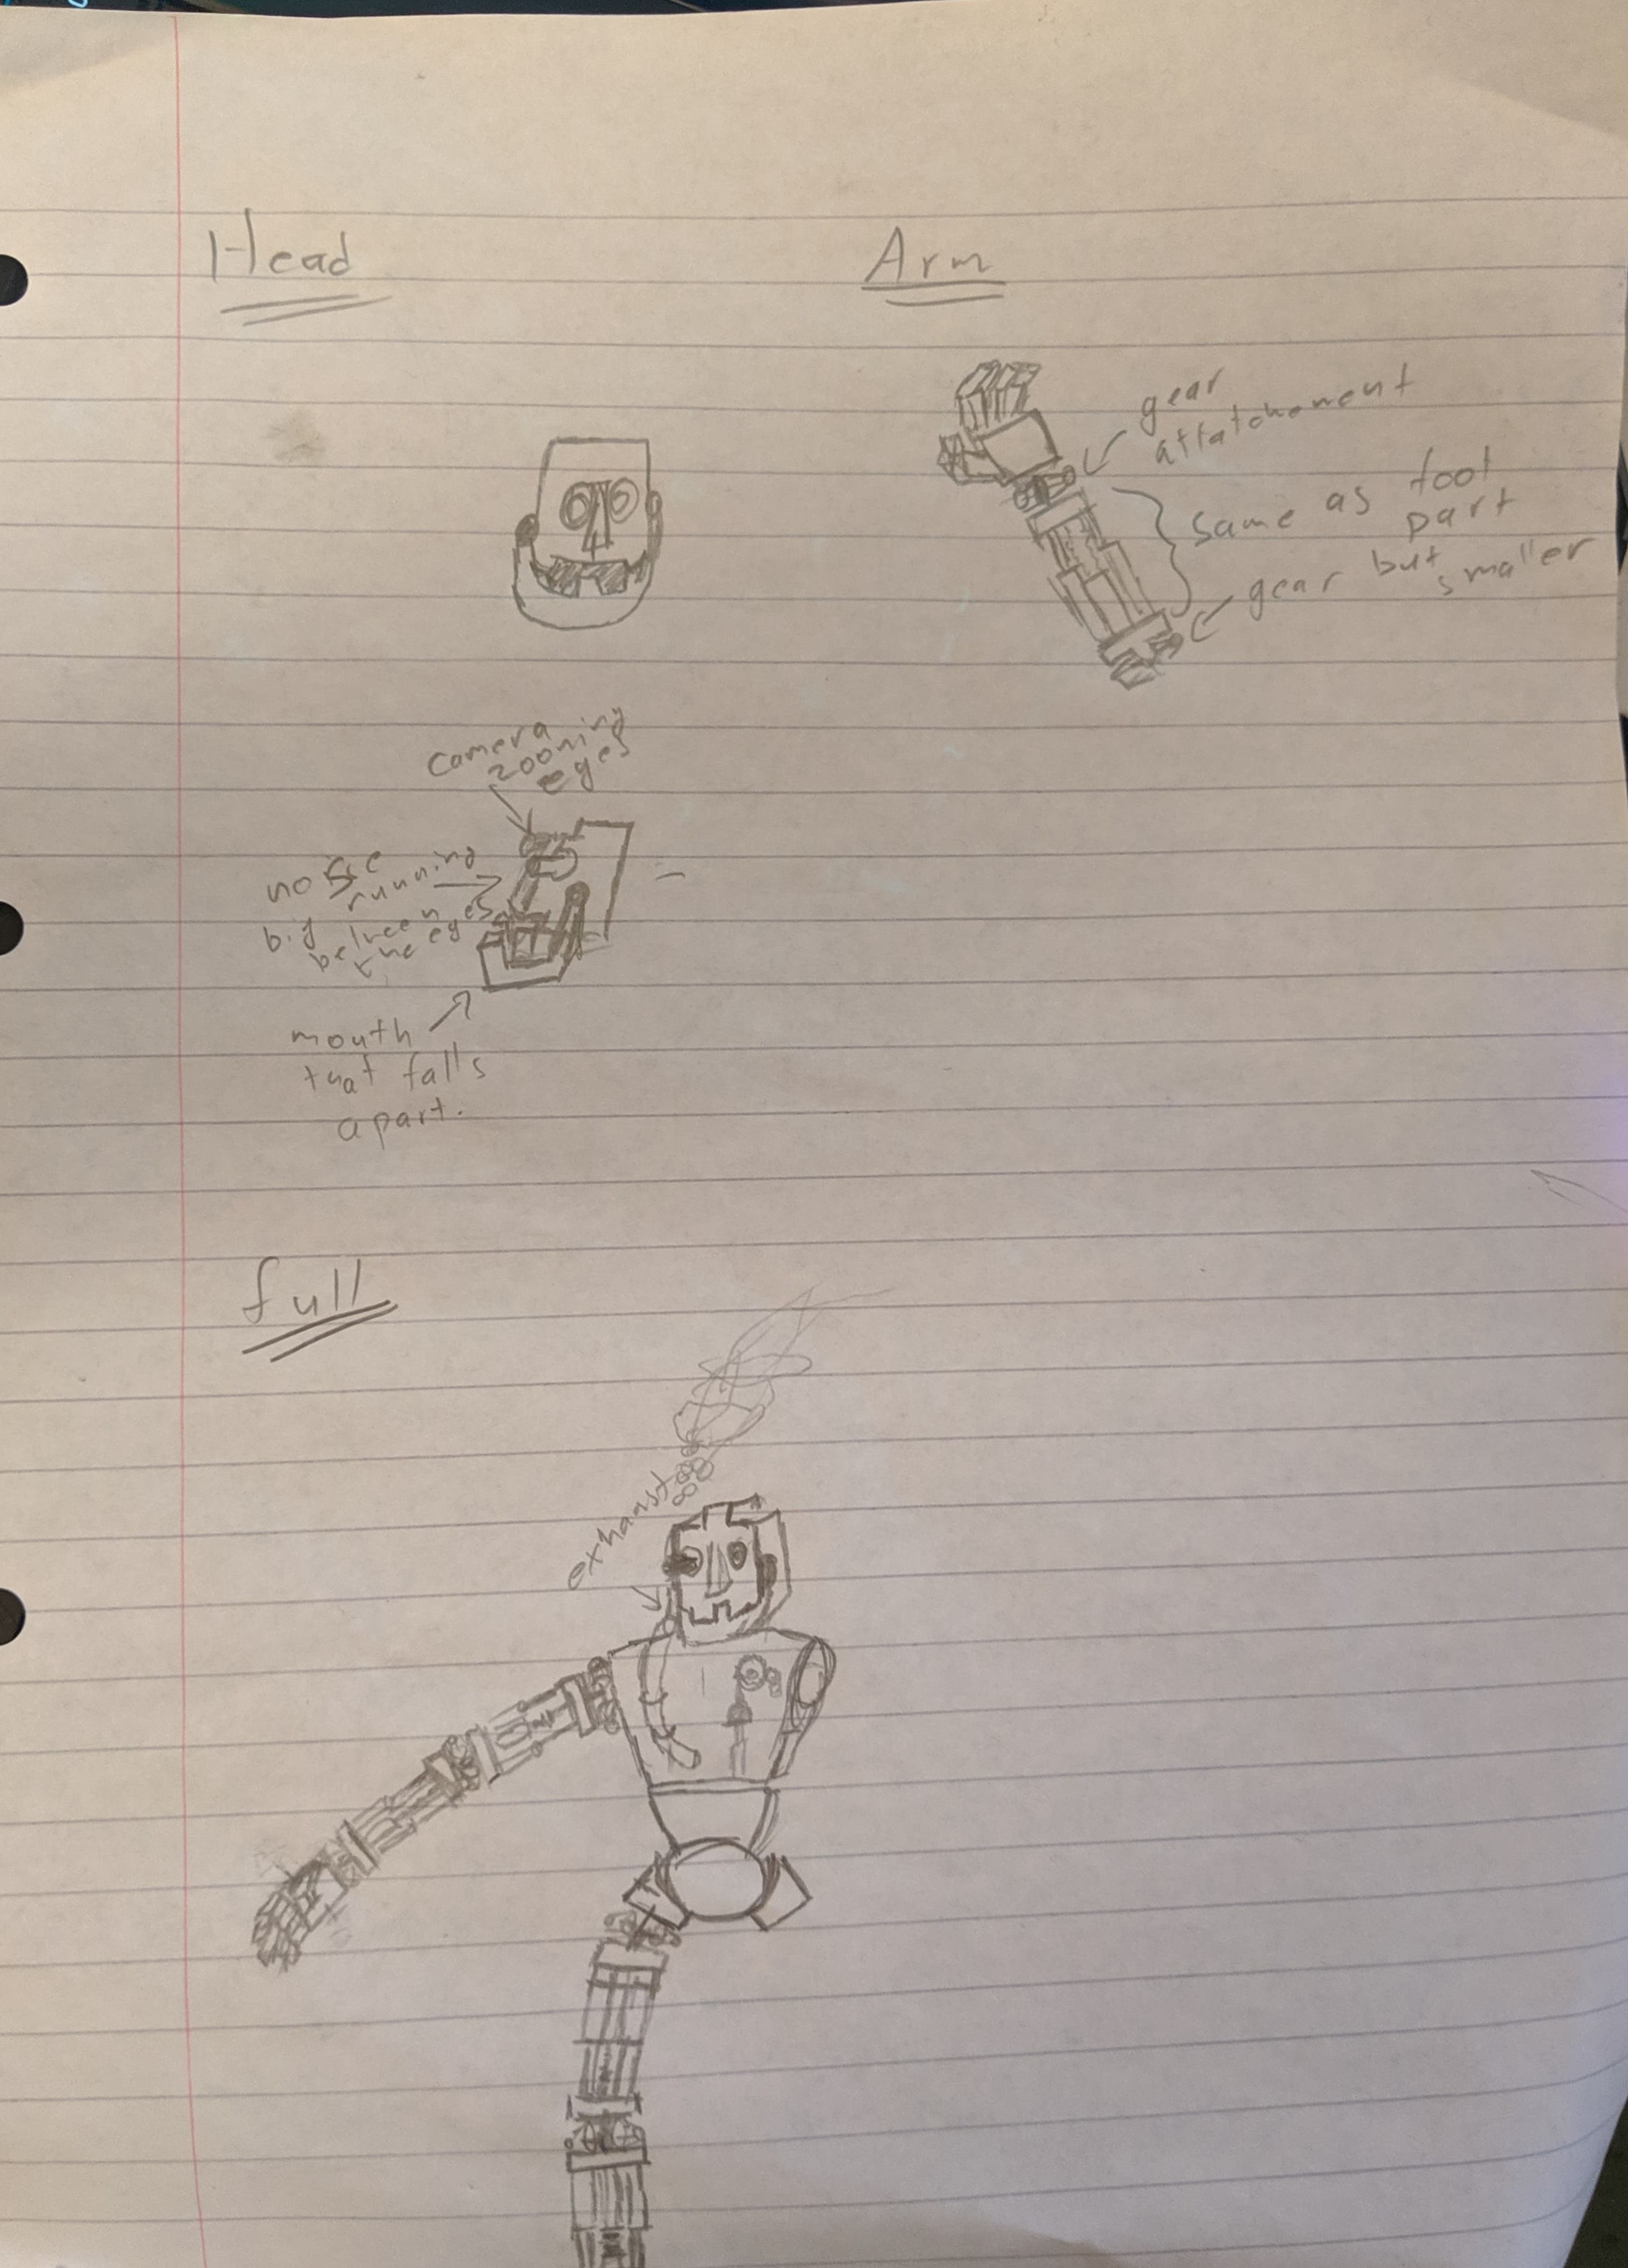 Head
Arm
gear
attatchement
Same as foot
part
but
smaller
gear
camera
zooming
eyes
nose
running
big
between
the eyes
mouth
that falls
apart.
full
exhaust